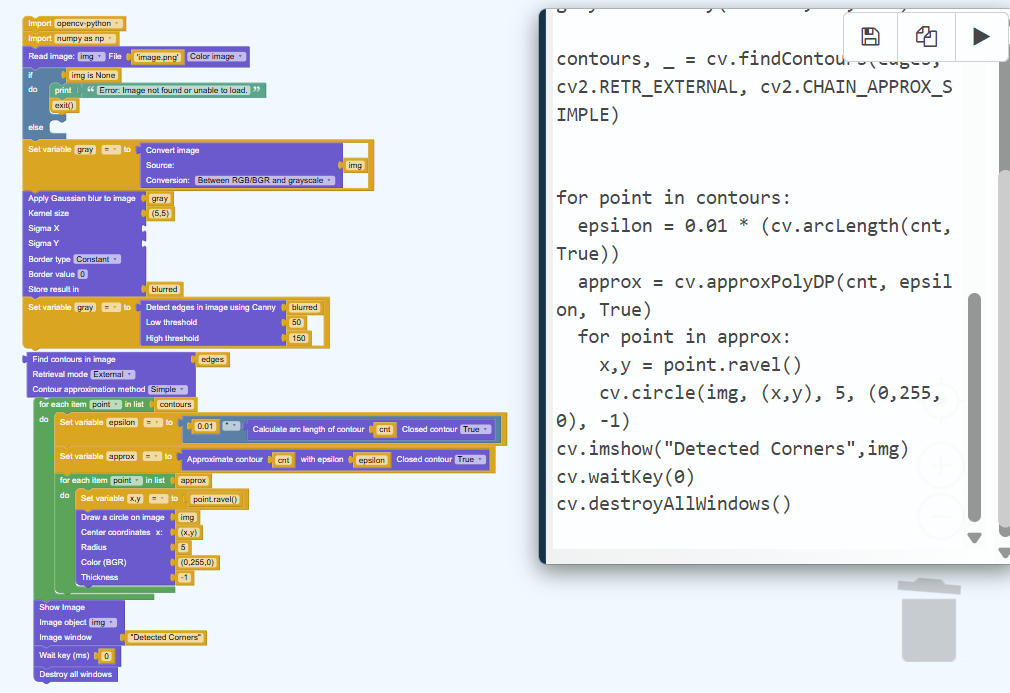 Import opencv-python
Import numpy as np
Read image: img File 'image.png' Color image
if img is None
do print “ Error: Image not found or unable to load. ”
exit()
else
Set variable gray = to Convert image
Source: img
Conversion: Between RGB/BGR and grayscale
Apply Gaussian blur to image gray
Kernel size (5,5)
Sigma X
Sigma Y
Border type Constant
Border value 0
Store result in blurred
Set variable gray = to Detect edges in image using Canny blurred
Low threshold 50
High threshold 150
Find contours in image edges
Retrieval mode External
Contour approximation method Simple
for each item point in list contours
do Set variable epsilon = to 0.01 * Calculate arc length of contour cnt Closed contour True
Set variable approx = to Approximate contour cnt with epsilon epsilon Closed contour True
for each item point in list approx
do Set variable x,y = to point.ravel()
Draw a circle on image img
Center coordinates x: (x,y)
Radius 5
Color (BGR) (0,255,0)
Thickness -1
Show Image
Image object img
Image window "Detected Corners"
Wait key (ms) 0
Destroy all windows
contours, _ = cv.findContours(edges,
cv2.RETR_EXTERNAL, cv2.CHAIN_APPROX_S
IMPLE)
for point in contours:
epsilon = 0.01 * (cv.arcLength(cnt,
True))
approx = cv.approxPolyDP(cnt, epsil
on, True)
for point in approx:
x,y = point.ravel()
cv.circle(img, (x,y), 5, (0,255,
0), -1)
cv.imshow("Detected Corners",img)
cv.waitKey(0)
cv.destroyAllWindows()